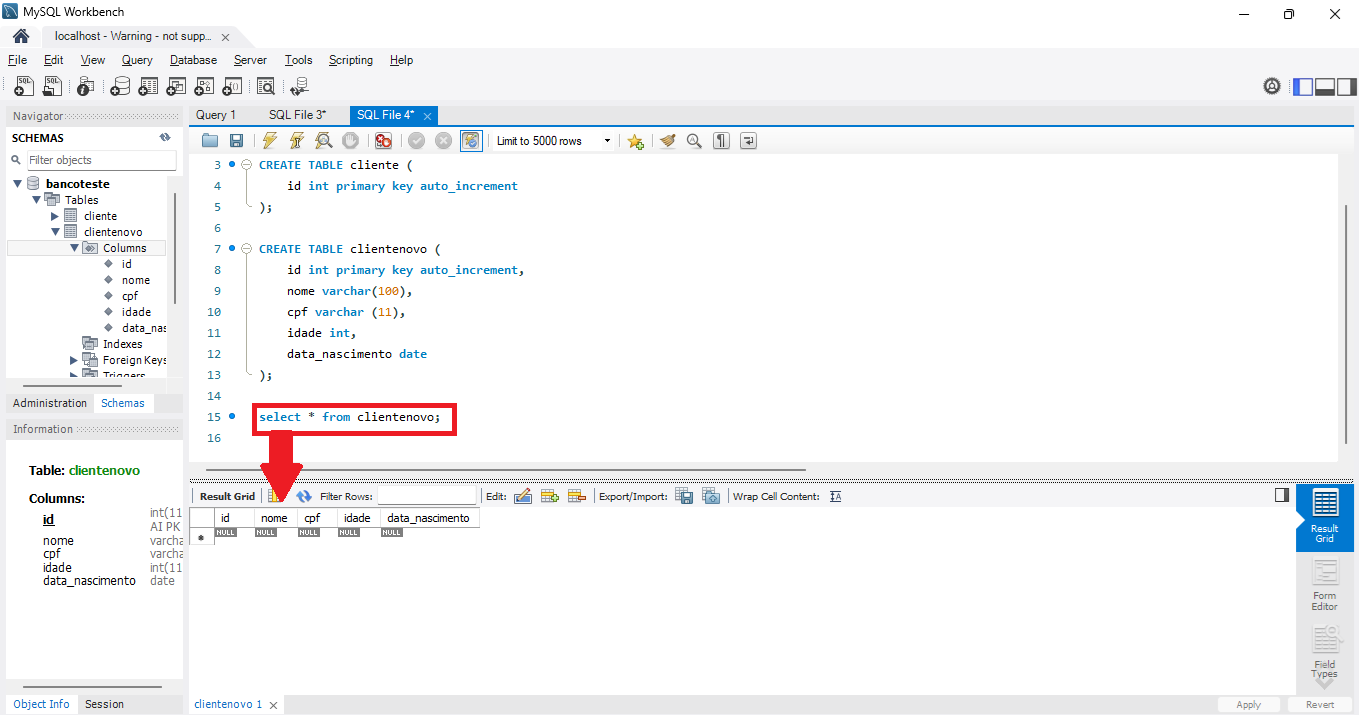 MySQL Workbench
localhost - Warning - not supp...
File Edit View Query Database Server Tools Scripting Help
Navigator
SCHEMAS
Filter objects
bancoteste
Tables
cliente
clientenovo
Columns
id
nome
cpf
idade
data_nas
Indexes
Foreign Keys
Triggers
Administration Schemas
Information
Table: clientenovo
Columns:
id int(11
AI PK
nome varcha
cpf varcha
idade int(11
data_nascimento date
Object Info Session
Query 1 SQL File 3* SQL File 4*
Limit to 5000 rows
3 CREATE TABLE cliente (
4 id int primary key auto_increment
5 );
6
7 CREATE TABLE clientenovo (
8 id int primary key auto_increment,
9 nome varchar(100),
10 cpf varchar (11),
11 idade int,
12 data_nascimento date
13 );
14
15 select * from clientenovo;
16
Result Grid Filter Rows: Edit: Export/Import: Wrap Cell Content:
id nome cpf idade data_nascimento
NULL NULL NULL NULL NULL
Result
Grid
Form
Editor
Field
Types
clientenovo 1
Apply Revert